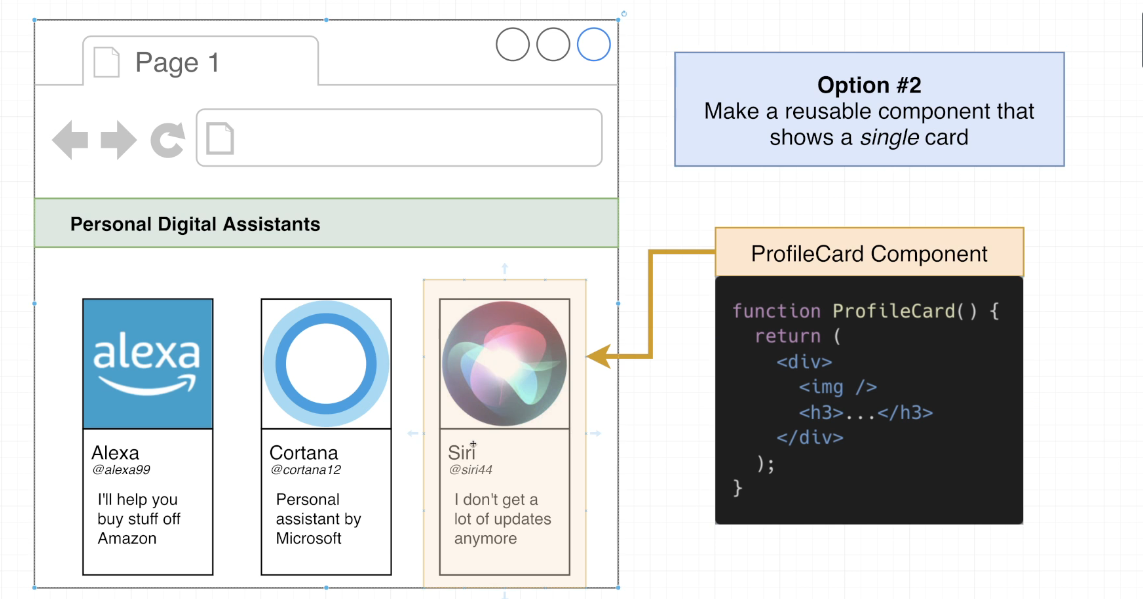 Page 1
Option #2
Make a reusable component that
shows a single card
Personal Digital Assistants
ProfileCard Component
function ProfileCard() {
  return (
    <div>
      <img />
      <h3>...</h3>
    </div>
  );
}
alexa
Alexa
@alexa99
I'll help you
buy stuff off
Amazon
Cortana
@cortana12
Personal
assistant by
Microsoft
Siri
@siri44
I don't get a
lot of updates
anymore